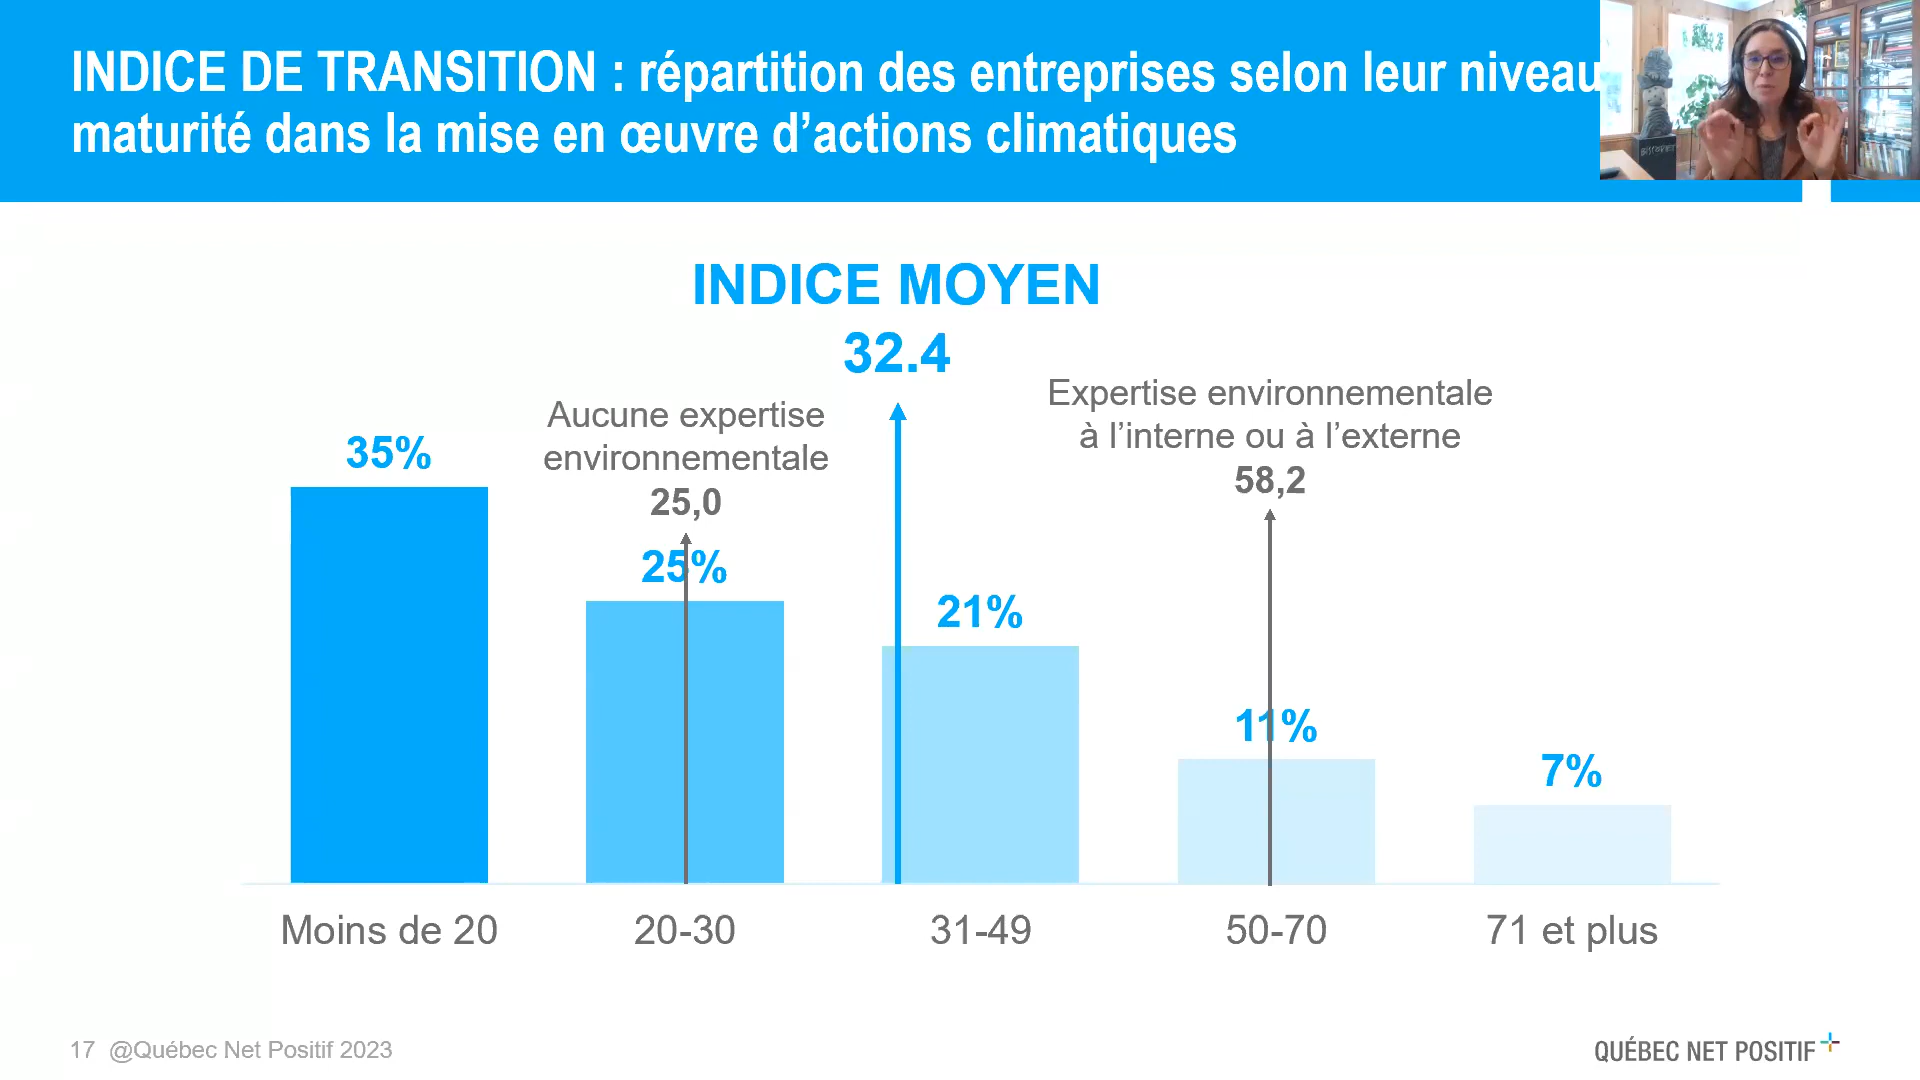 INDICE DE TRANSITION : répartition des entreprises selon leur niveau
maturité dans la mise en œuvre d’actions climatiques
INDICE MOYEN
32.4
Aucune expertise
environnementale
25,0
Expertise environnementale
à l’interne ou à l’externe
58,2
35%
25%
21%
11%
7%
Moins de 20
20-30
31-49
50-70
71 et plus
17 @Québec Net Positif 2023
QUÉBEC NET POSITIF